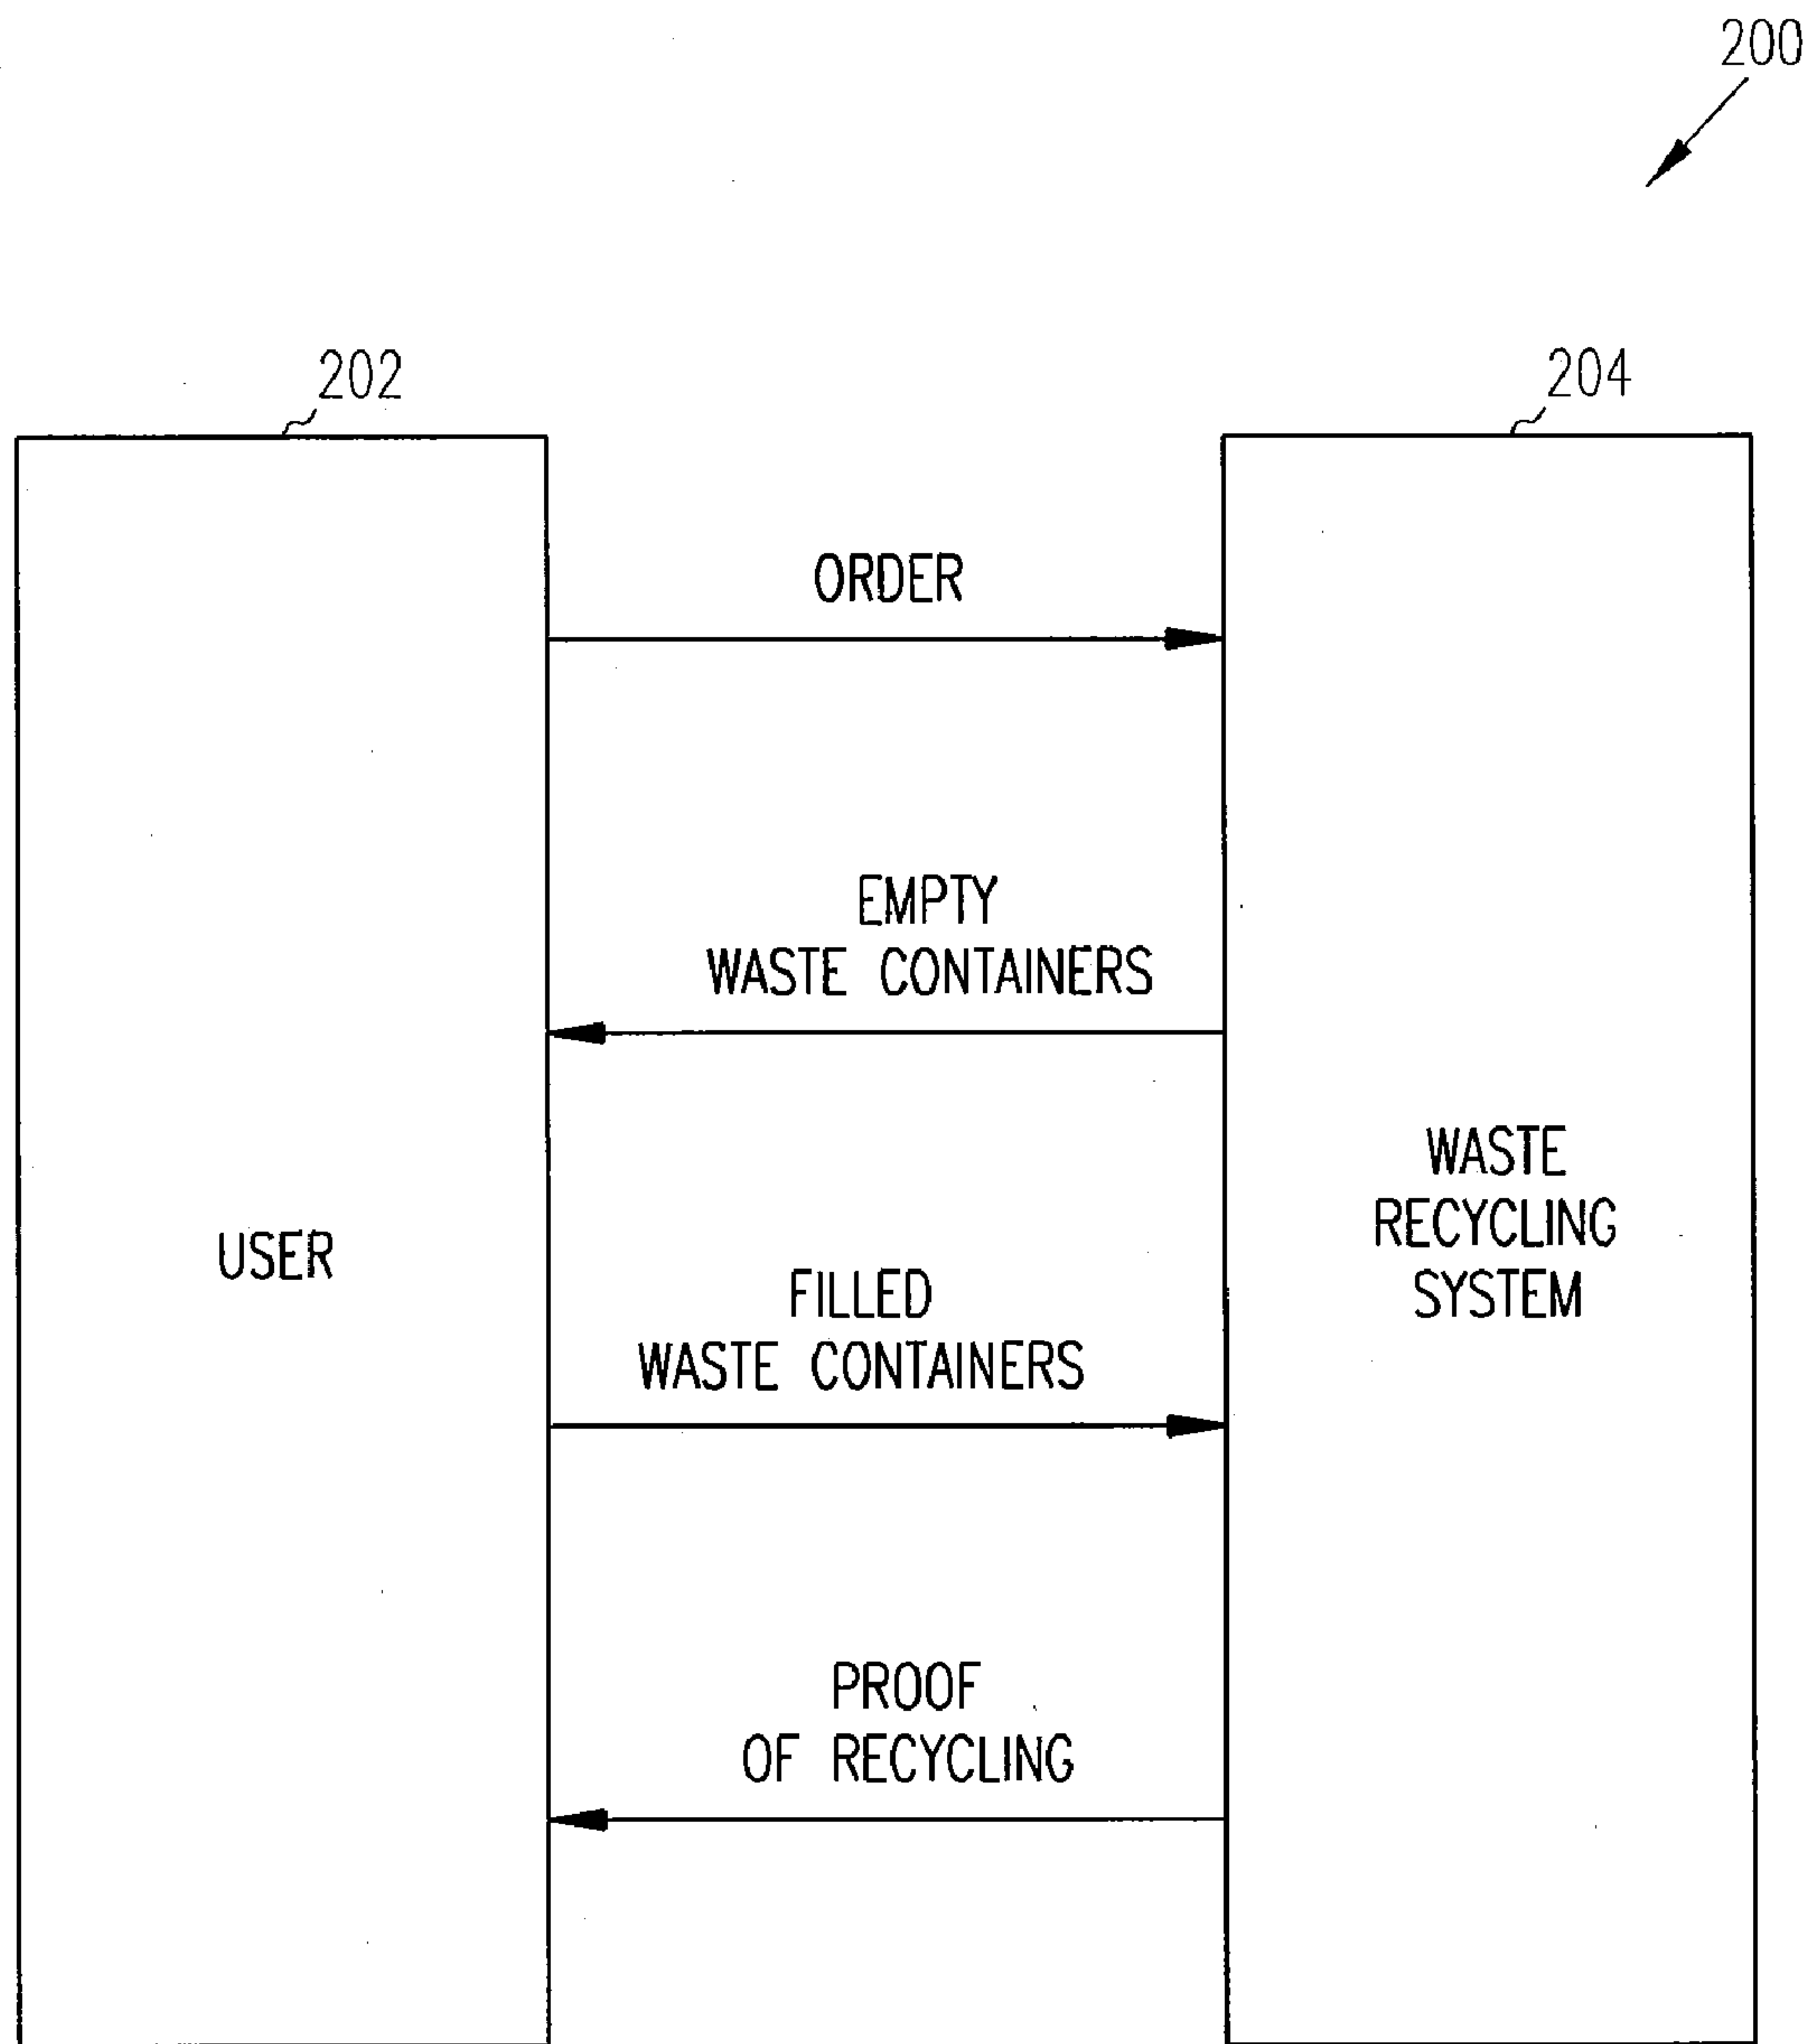 200
202
204
ORDER
EMPTY
WASTE CONTAINERS
WASTE
RECYCLING
SYSTEM
USER
FILLED
WASTE CONTAINERS
PROOF
OF RECYCLING